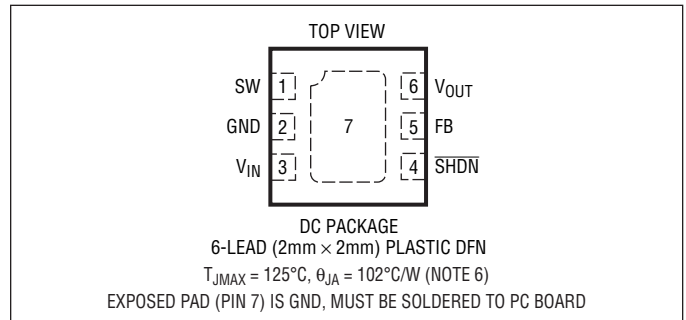 TOP VIEW
SW 1 6 VOUT
GND 2 7 5 FB
VIN 3 4 SHDN
DC PACKAGE
6-LEAD (2mm × 2mm) PLASTIC DFN
TJMAX = 125°C, θJA = 102°C/W (NOTE 6)
EXPOSED PAD (PIN 7) IS GND, MUST BE SOLDERED TO PC BOARD